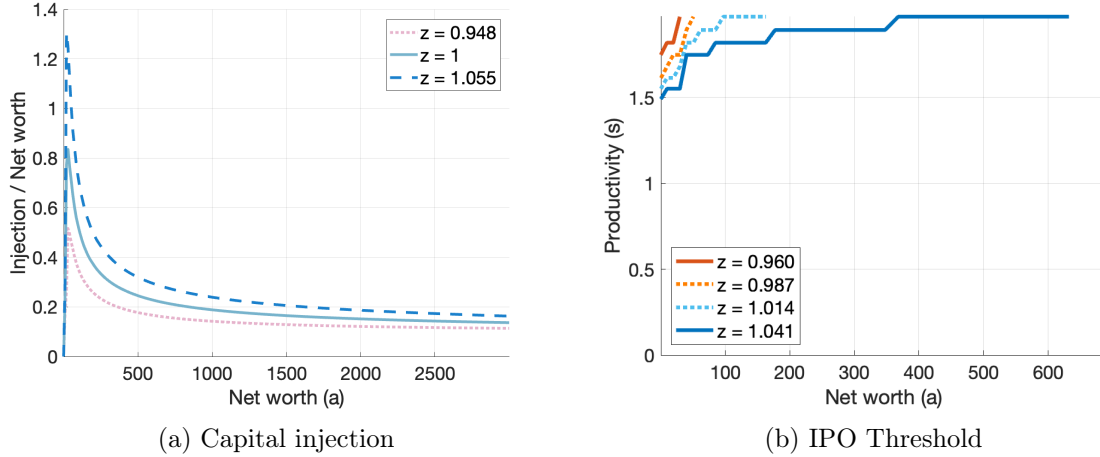 1.4
1.2
1
0.8
0.6
0.4
0.2
0
Injection / Net worth
z = 0.948
z = 1
z = 1.055
500
1000
1500
2000
2500
Net worth (a)
(a) Capital injection
1.5
1
0.5
0
Productivity (s)
z = 0.960
z = 0.987
z = 1.014
z = 1.041
100
200
300
400
500
600
Net worth (a)
(b) IPO Threshold